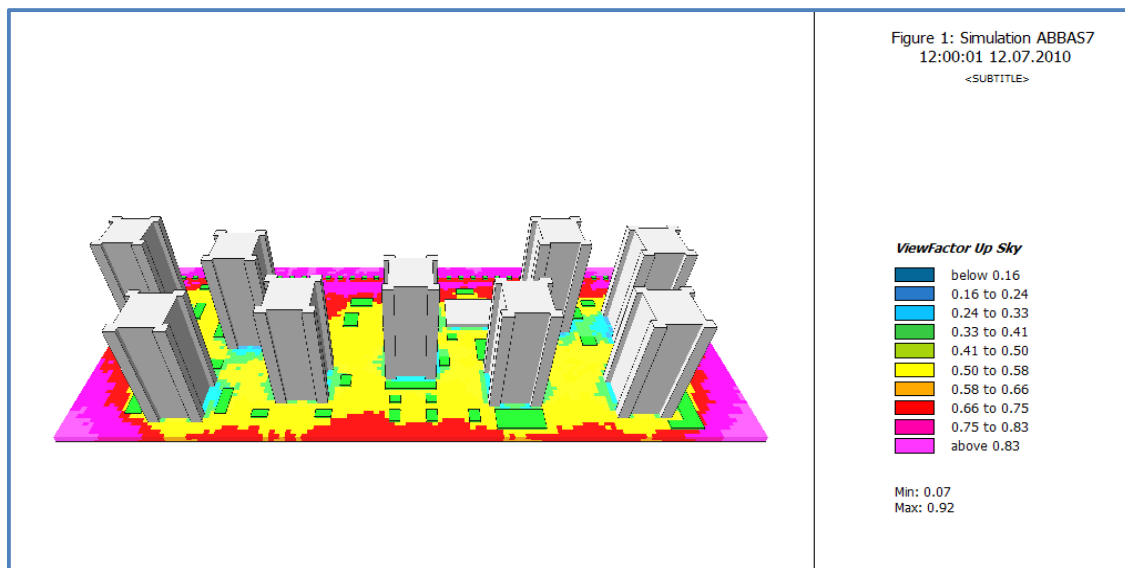 Figure 1: Simulation ABBAS7
12:00:01 12.07.2010
<SUBTITLE>
ViewFactor Up Sky
below 0.16
0.16 to 0.24
0.24 to 0.33
0.33 to 0.41
0.41 to 0.50
0.50 to 0.58
0.58 to 0.66
0.66 to 0.75
0.75 to 0.83
above 0.83
Min: 0.07
Max: 0.92